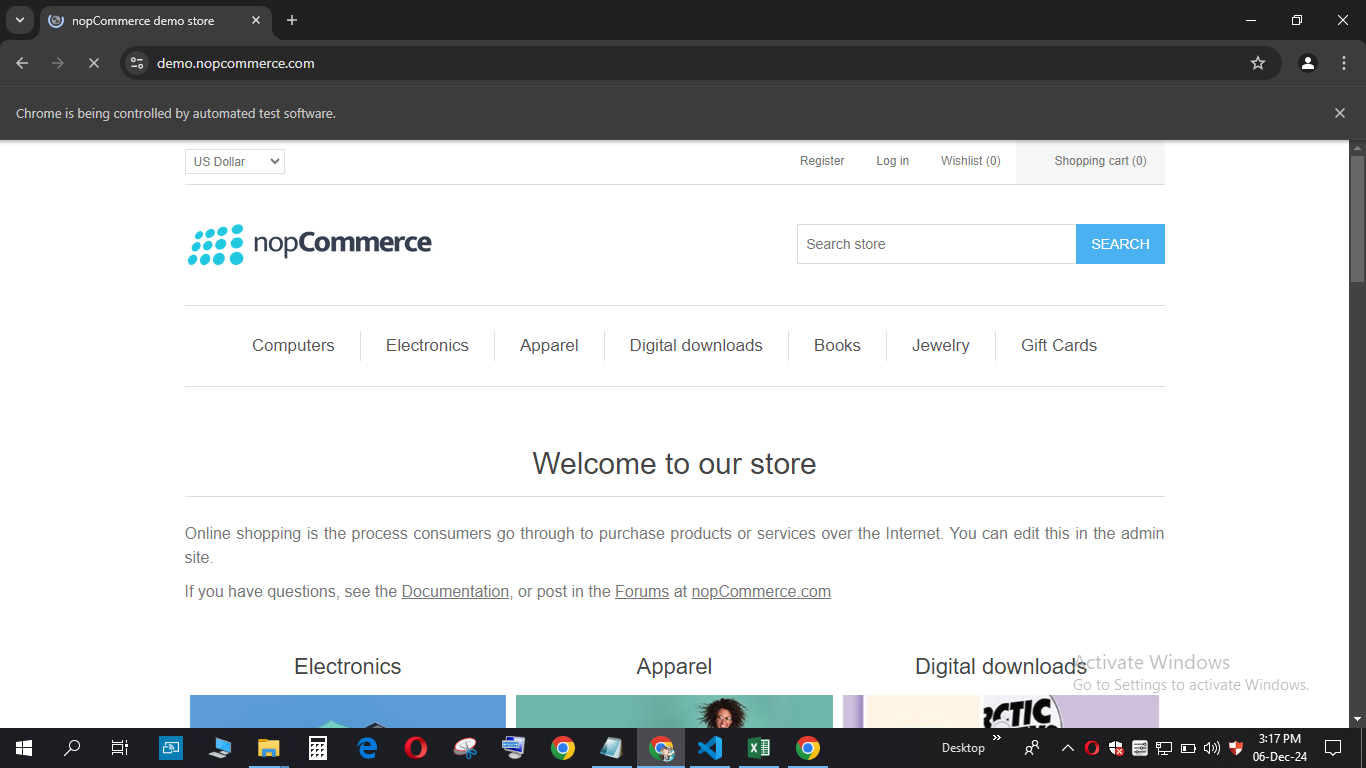 nopCommerce demo store
demo.nopcommerce.com
Chrome is being controlled by automated test software.
US Dollar
Register
Log in
Wishlist (0)
Shopping cart (0)
nopCommerce
Search store
SEARCH
Computers
Electronics
Apparel
Digital downloads
Books
Jewelry
Gift Cards
Welcome to our store
Online shopping is the process consumers go through to purchase products or services over the Internet. You can edit this in the admin
site.
If you have questions, see the Documentation, or post in the Forums at nopCommerce.com
Electronics
Apparel
Digital downloads
Activate Windows
Go to Settings to activate Windows.
Desktop
3:17 PM
06-Dec-24